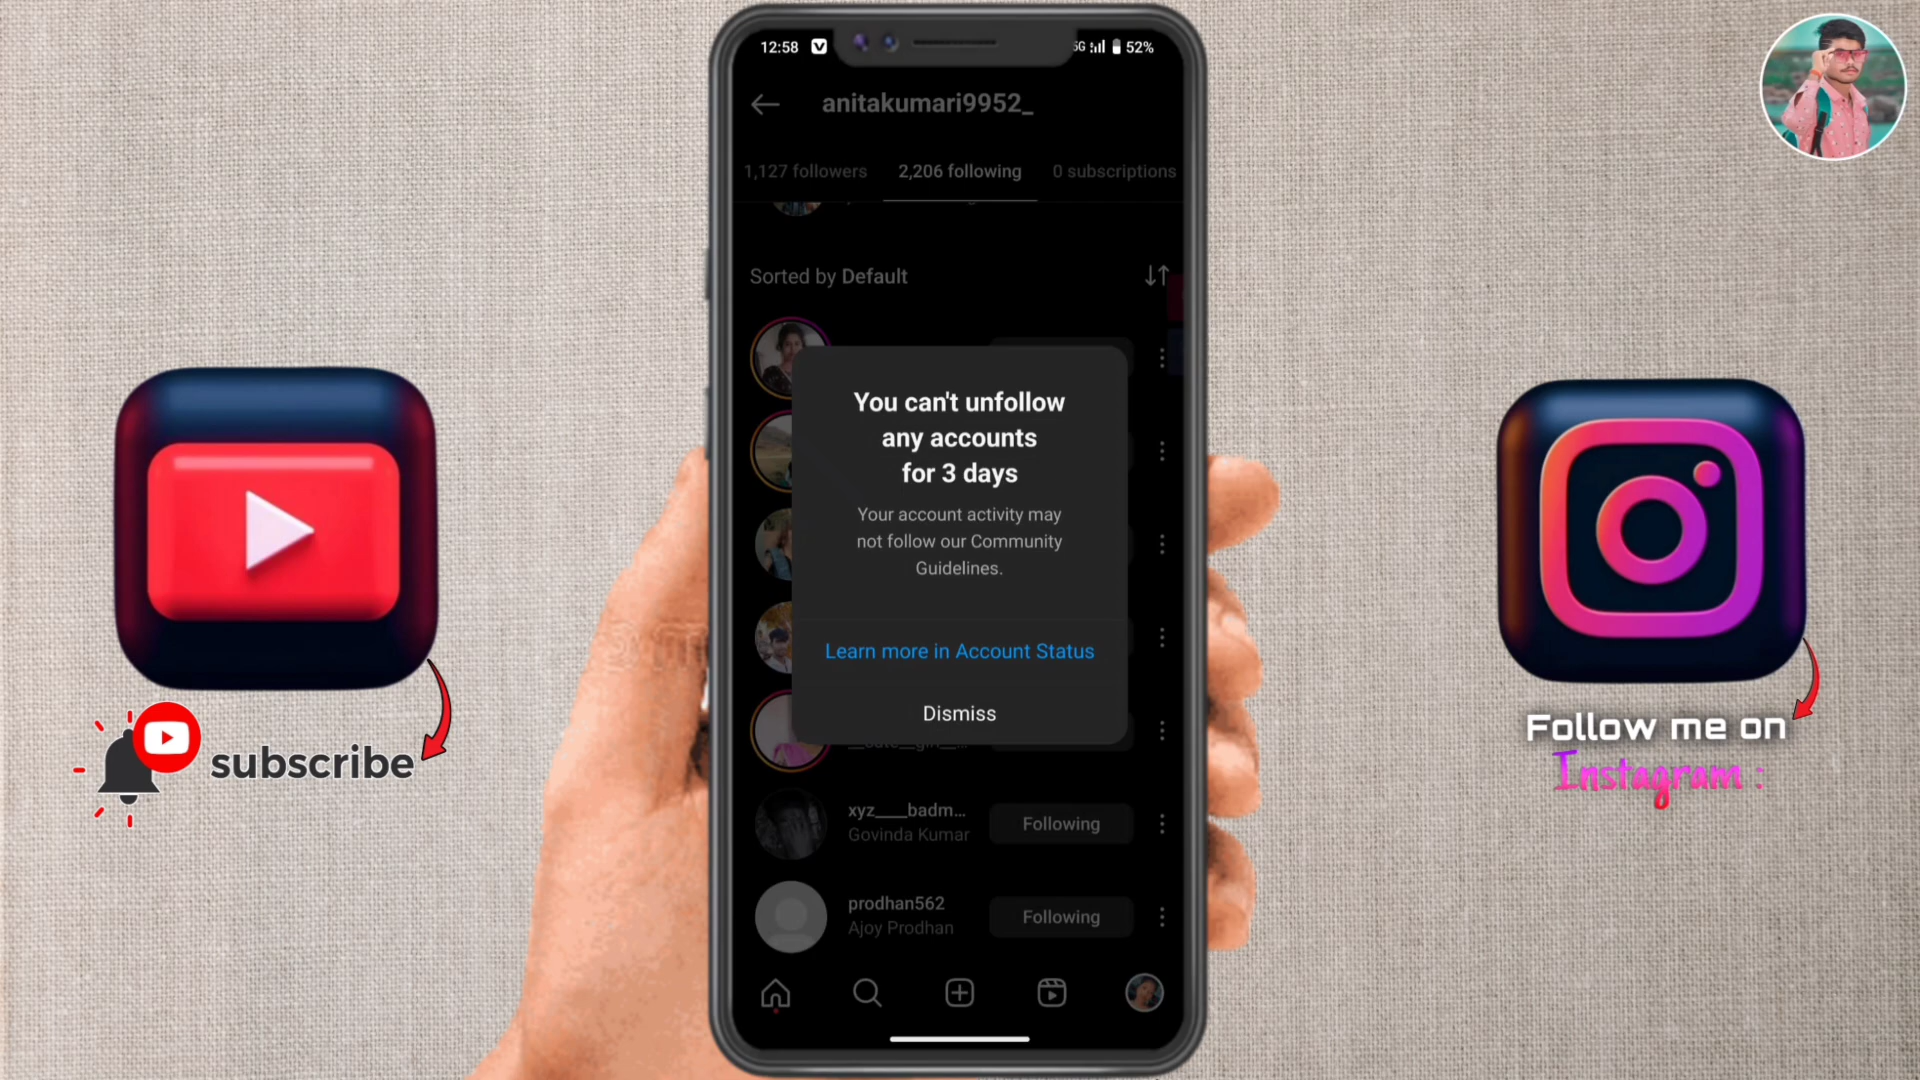 12:58
5G 52%
anitakumari9952_
1,127 followers 2,206 following 0 subscriptions
Sorted by Default
You can't unfollow
any accounts
for 3 days
Your account activity may
not follow our Community
Guidelines.
Learn more in Account Status
Dismiss
xyz____badm... Following
Govinda Kumar
prodhan562 Following
Ajoy Prodhan
subscribe
Follow me on
Instagram :